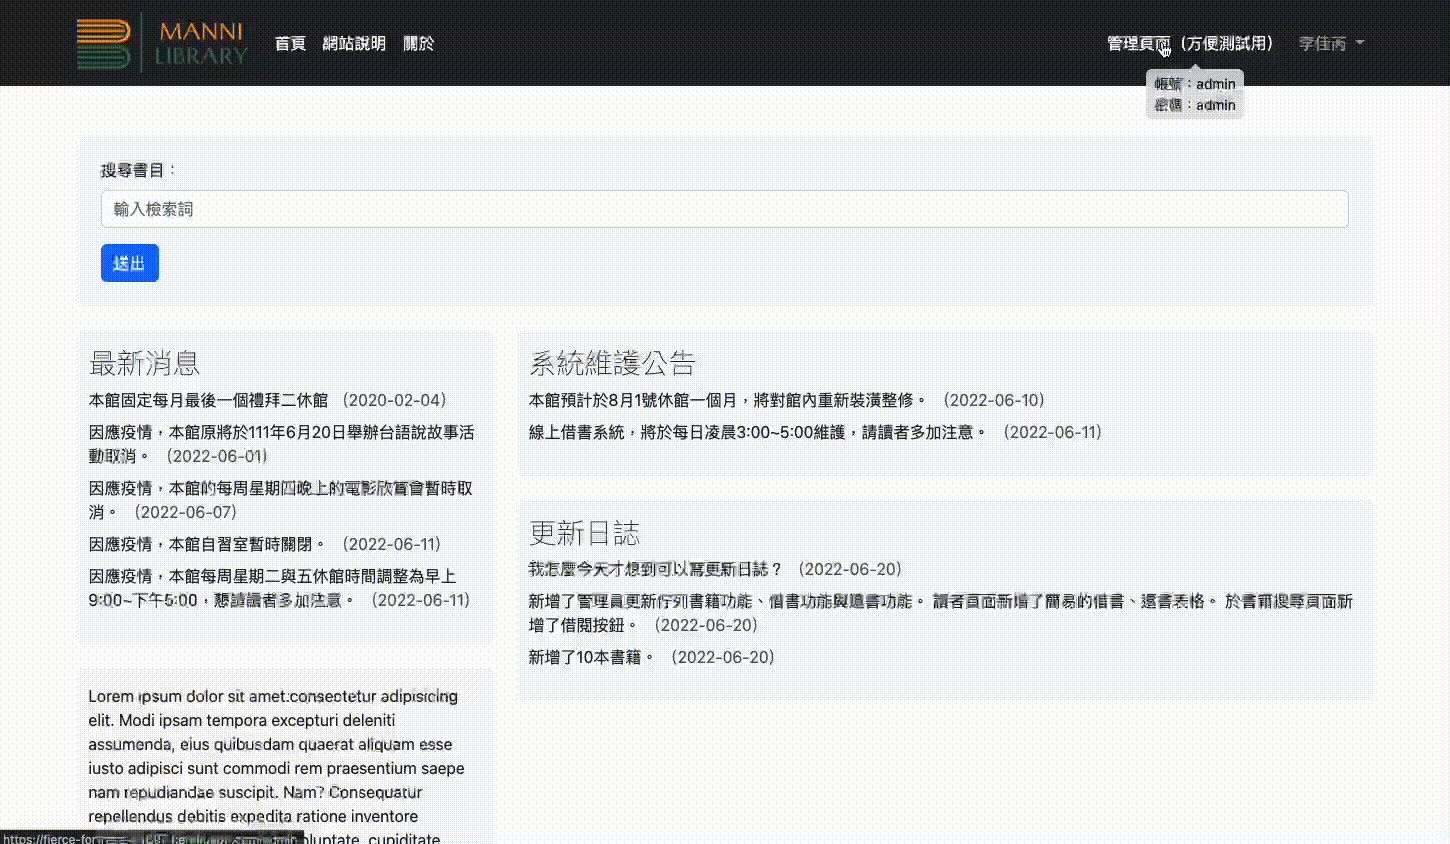 MANNI
LIBRARY
首頁 網站說明 關於
管理頁面 (方便測試用) 李佳芮
帳號：admin
密碼：admin
搜尋書目：
輸入檢索詞
送出
最新消息
本館固定每月最後一個禮拜二休館 (2020-02-04)
因應疫情，本館原將於111年6月20日舉辦台語說故事活
動取消。 (2022-06-01)
因應疫情，本館的每周星期四晚上的電影欣賞會暫時取
消。 (2022-06-07)
因應疫情，本館自習室暫時關閉。 (2022-06-11)
因應疫情，本館每周星期二與五休館時間調整為早上
9:00~下午5:00，懇請讀者多加注意。 (2022-06-11)
Lorem ipsum dolor sit amet consectetur adipisicing
elit. Modi ipsam tempora excepturi deleniti
assumenda, eius quibusdam quaerat aliquam esse
iusto adipisci sunt commodi rem praesentium saepe
nam repudiandae suscipit. Nam? Consequatur
repellendus debitis expedita ratione inventore
voluptate, cupiditate
系統維護公告
本館預計於8月1號休館一個月，將對館內重新裝潢整修。 (2022-06-10)
線上借書系統，將於每日凌晨3:00~5:00維護，請讀者多加注意。 (2022-06-11)
更新日誌
我怎麼今天才想到可以寫更新日誌？ (2022-06-20)
新增了管理員更新佇列書籍功能、借書功能與還書功能。 讀者頁面新增了簡易的借書、還書表格。 於書籍搜尋頁面新
增了借閱按鈕。 (2022-06-20)
新增了10本書籍。 (2022-06-20)
https://fierce-for